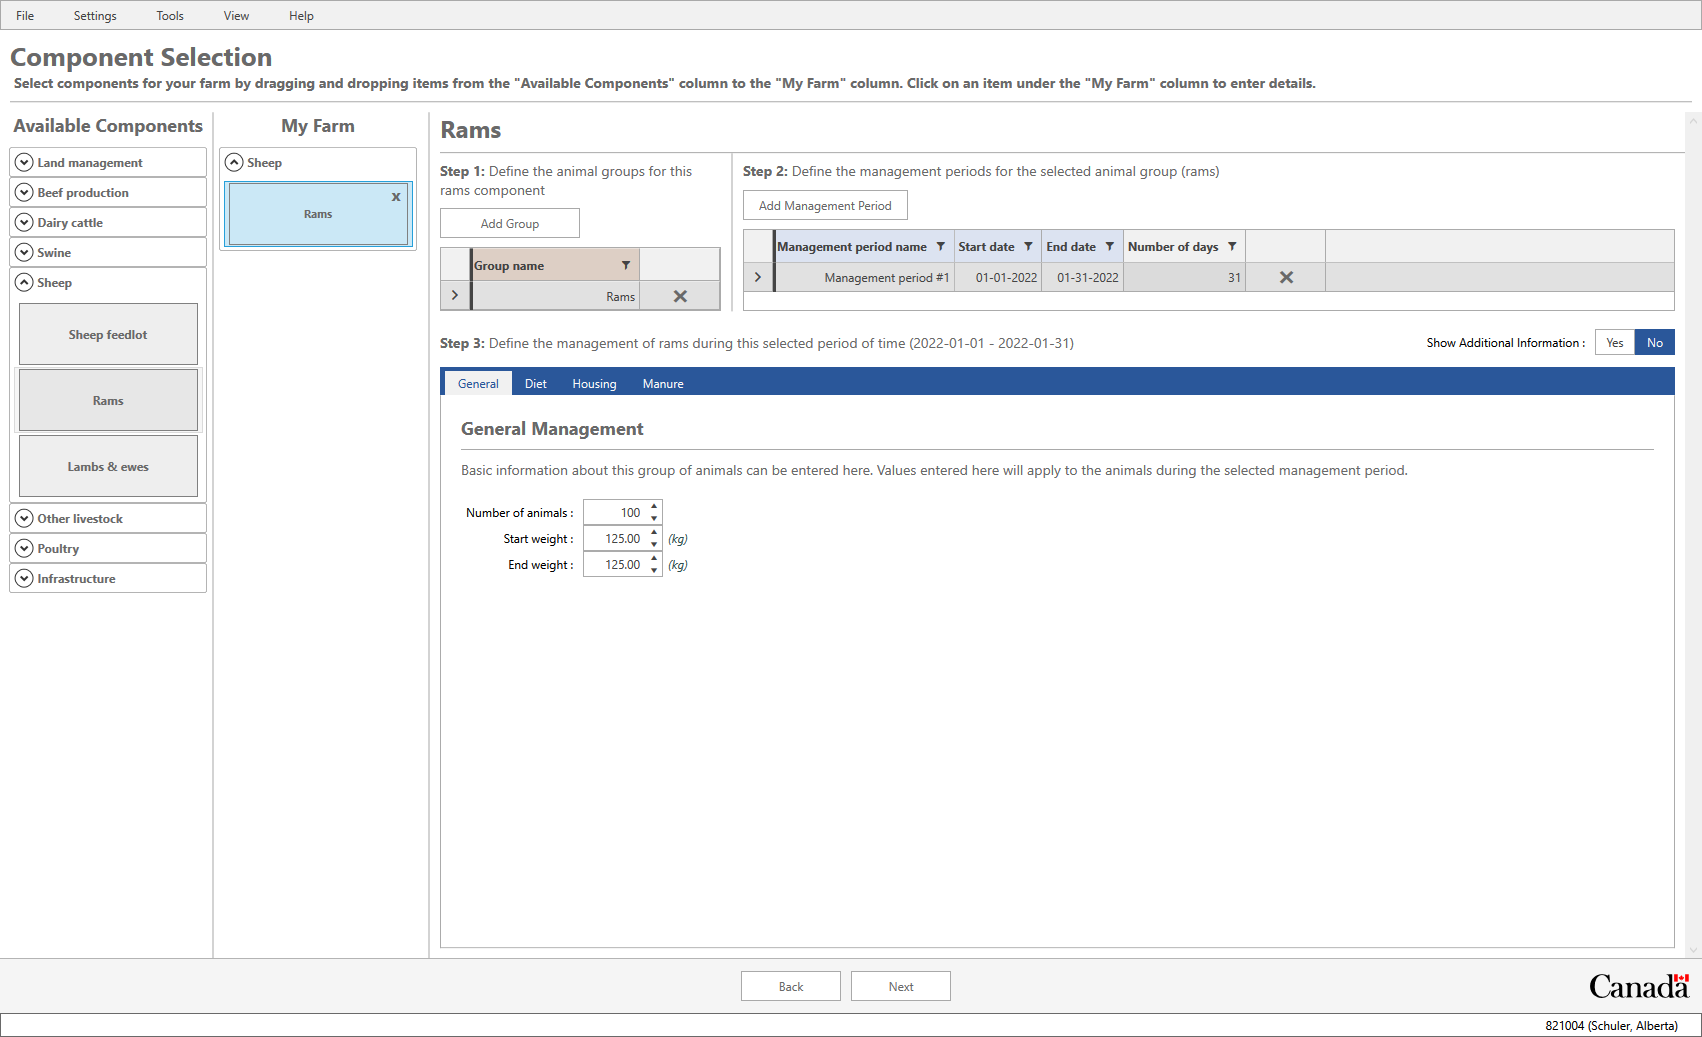 File Settings Tools View Help
Component Selection
Select components for your farm by dragging and dropping items from the "Available Components" column to the "My Farm" column. Click on an item under the "My Farm" column to enter details.
Available Components
Land management
Beef production
Dairy cattle
Swine
Sheep
Sheep feedlot
Rams
Lambs & ewes
Other livestock
Poultry
Infrastructure
My Farm
Sheep
x
Rams
Rams
Step 1: Define the animal groups for this
rams component
Add Group
Group name
Rams
Step 2: Define the management periods for the selected animal group (rams)
Add Management Period
Management period name Start date End date Number of days
Management period #1 01-01-2022 01-31-2022 31
Step 3: Define the management of rams during this selected period of time (2022-01-01 - 2022-01-31)
Show Additional Information : Yes No
General Diet Housing Manure
General Management
Basic information about this group of animals can be entered here. Values entered here will apply to the animals during the selected management period.
Number of animals : 100
Start weight : 125.00 (kg)
End weight : 125.00 (kg)
Back Next
Canada
821004 (Schuler, Alberta)